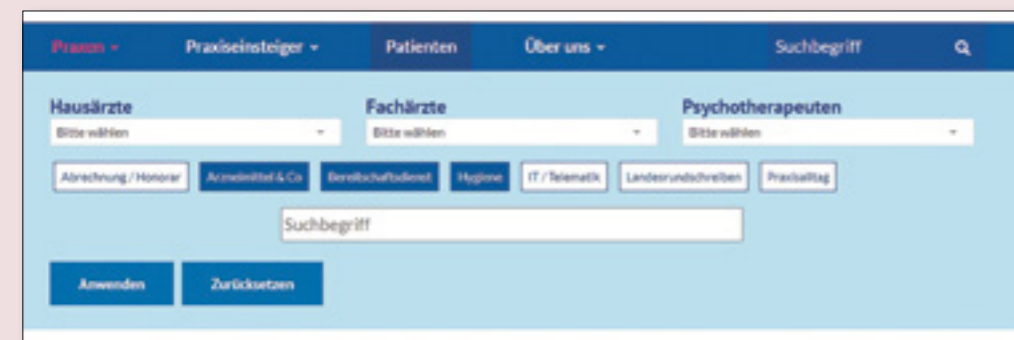 Praxen Praxiseinsteiger Patienten Über uns Suchbegriff
Hausärzte Fachärzte Psychotherapeuten
Bitte wählen Bitte wählen Bitte wählen
Abrechnung / Honorar Arzneimittel & Co Bereitschaftsdienst Hygiene IT / Telematik Landesrundschreiben Praxisalltag
Suchbegriff
Anwenden Zurücksetzen